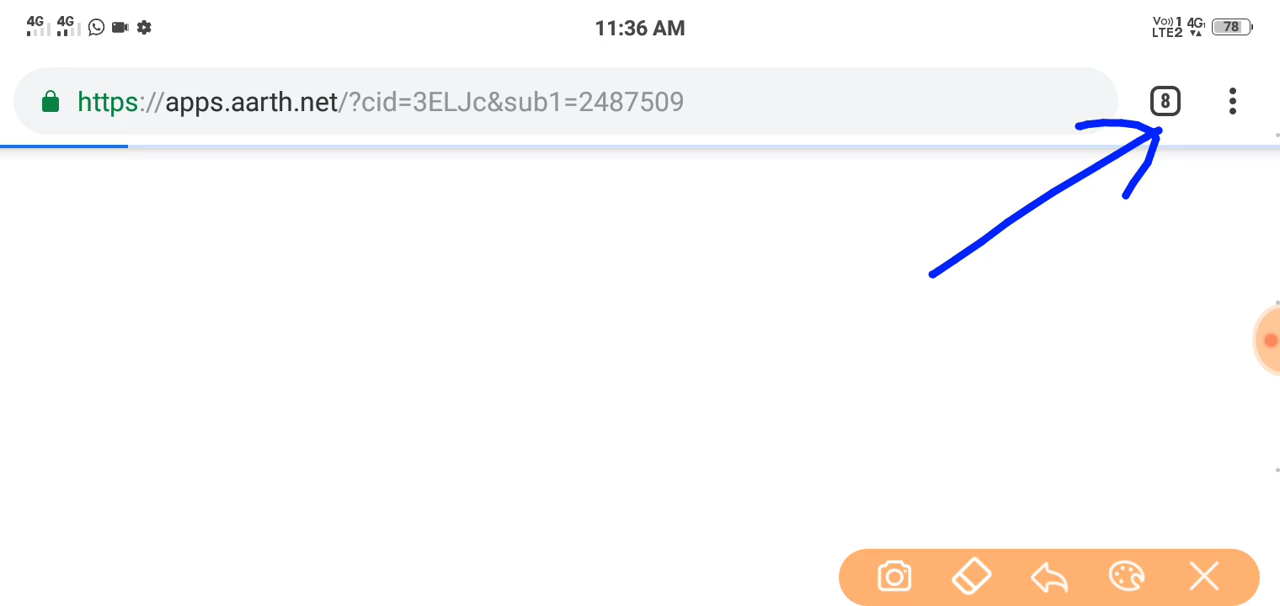 4G 4G 11:36 AM Vo)) 1 4G 78
LTE2
https://apps.aarth.net/?cid=3ELJc&sub1=2487509 8